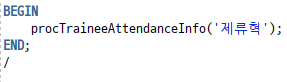 BEGIN
    procTraineeAttendanceInfo('제류혁');
END;
/